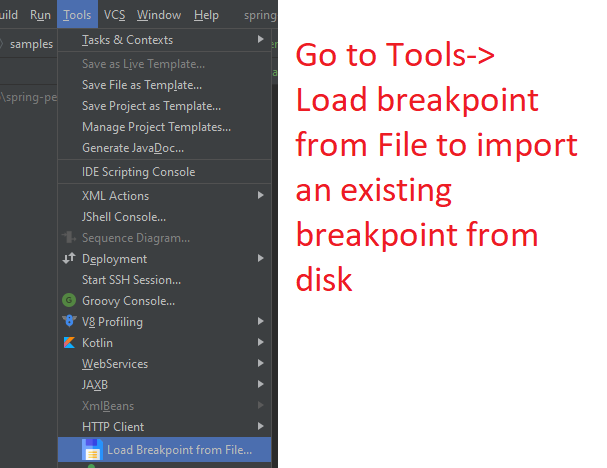 uild Run Tools VCS Window Help spring
samples
Tasks & Contexts
Save as Live Template...
Save File as Template...
\spring-pe
Save Project as Template...
Manage Project Templates...
Generate JavaDoc...
IDE Scripting Console
XML Actions
JShell Console...
Sequence Diagram...
Deployment
Start SSH Session...
Groovy Console...
V8 Profiling
Kotlin
WebServices
JAXB
XmlBeans
HTTP Client
Load Breakpoint from File...
Go to Tools->
Load breakpoint
from File to import
an existing
breakpoint from
disk